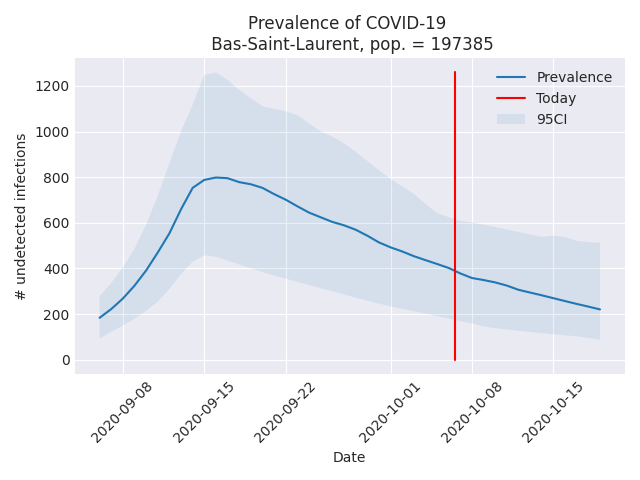 Prevalence of COVID-19
Bas-Saint-Laurent, pop. = 197385
# undetected infections
1200
1000
800
600
400
200
0
Prevalence
Today
95CI
2020-09-08
2020-09-15
2020-09-22
2020-10-01
2020-10-08
2020-10-15
Date